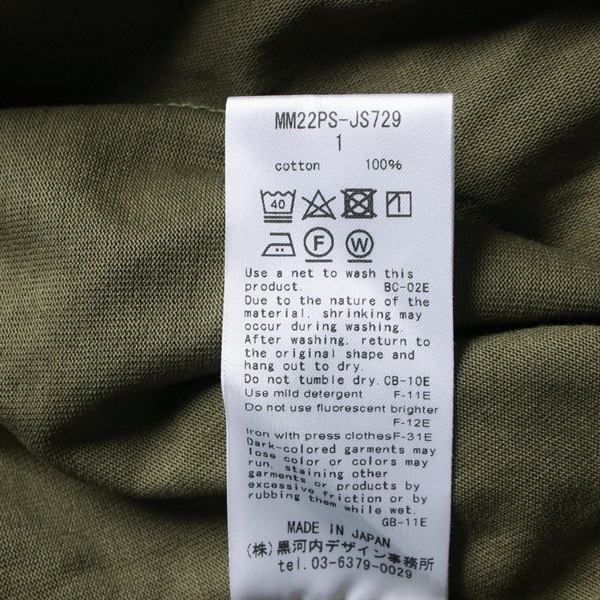 MM22PS-JS729
1
cotton 100%
40
F W
Use a net to wash this
product. BC-02E
Due to the nature of the
material, shrinking may
occur during washing.
After washing, return to
the original shape and
hang out to dry.
Do not tumble dry. CB-10E
Use mild detergent F-11E
Do not use fluorescent brighter
F-12E
Iron with press clothes F-31E
Dark-colored garments may
lose color or colors may
run, staining other
garments or products by
excessive friction or by
rubbing them while wet.
GB-11E
MADE IN JAPAN
(株)黒河内デザイン事務所
tel. 03-6379-0029